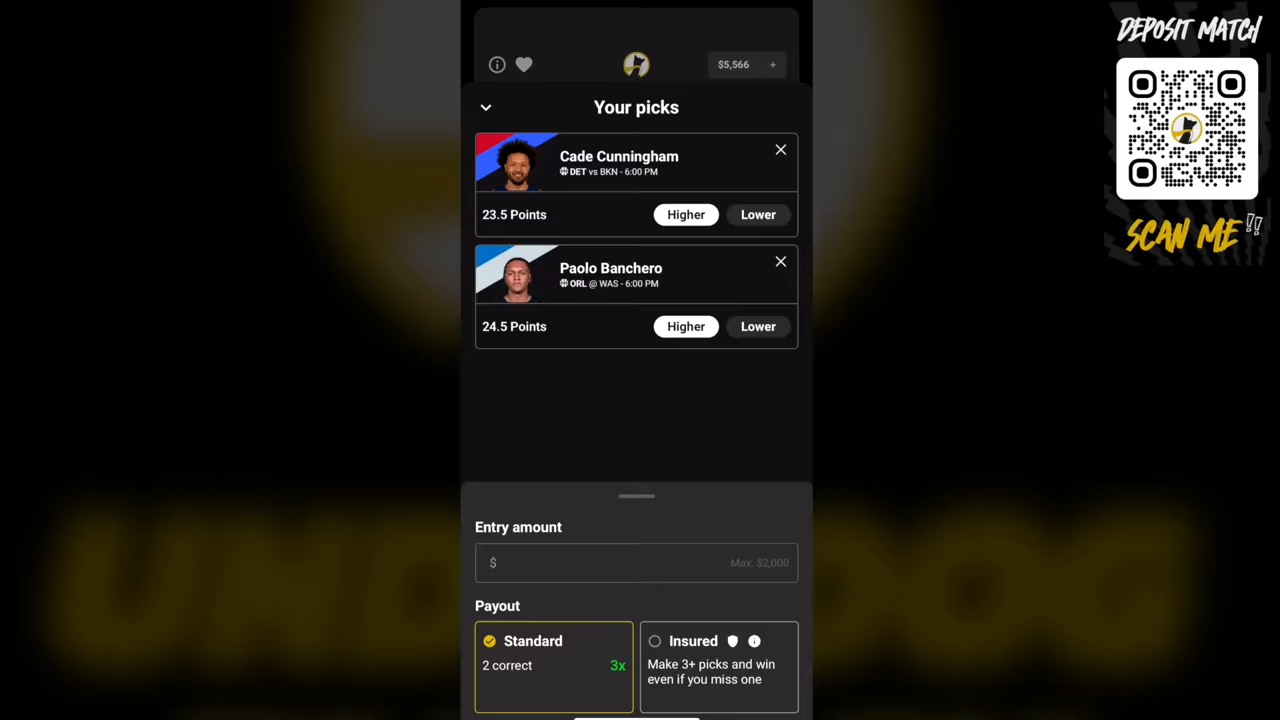 DEPOSIT MATCH
$5,566 +
Your picks
Cade Cunningham
DET vs BKN - 6:00 PM
23.5 Points Higher Lower
Paolo Banchero
ORL @ WAS - 6:00 PM
24.5 Points Higher Lower
SCAN ME!!
Entry amount
$ Max: $2,000
Payout
Standard
2 correct 3x
Insured
Make 3+ picks and win
even if you miss one